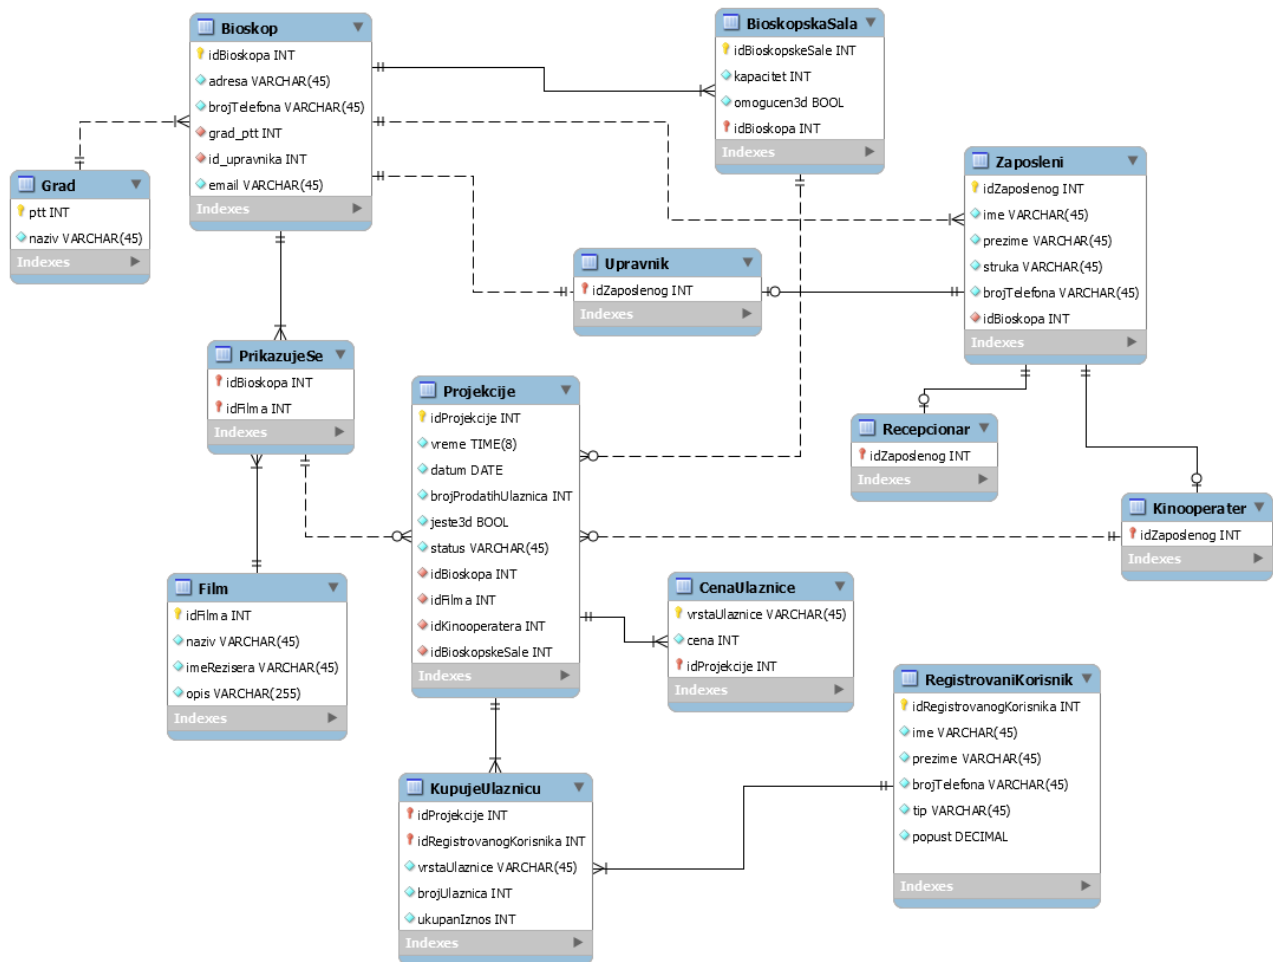 Bioskop
idBioskopa INT
adresa VARCHAR(45)
brojTelefona VARCHAR(45)
grad_ptt INT
id_upravnika INT
email VARCHAR(45)
Indexes
BioskopskaSala
idBioskopskeSale INT
kapacitet INT
omogucen3d BOOL
idBioskopa INT
Indexes
Grad
ptt INT
naziv VARCHAR(45)
Indexes
Zaposleni
idZaposlenog INT
ime VARCHAR(45)
prezime VARCHAR(45)
struka VARCHAR(45)
brojTelefona VARCHAR(45)
idBioskopa INT
Indexes
Upravnik
idZaposlenog INT
Indexes
PrikazujeSe
idBioskopa INT
idFilma INT
Indexes
Projekcije
idProjekcije INT
vreme TIME(8)
datum DATE
brojProdatihUlaznica INT
jeste3d BOOL
status VARCHAR(45)
idBioskopa INT
idFilma INT
idKinooperatera INT
idBioskopskeSale INT
Indexes
Recepcionar
idZaposlenog INT
Indexes
Kinooperater
idZaposlenog INT
Indexes
Film
idFilma INT
naziv VARCHAR(45)
imeRezisera VARCHAR(45)
opis VARCHAR(255)
Indexes
CenaUlaznice
vrstaUlaznice VARCHAR(45)
cena INT
idProjekcije INT
Indexes
RegistrovaniKorisnik
idRegistrovanogKorisnika INT
ime VARCHAR(45)
prezime VARCHAR(45)
brojTelefona VARCHAR(45)
tip VARCHAR(45)
popust DECIMAL
Indexes
KupujeUlaznicu
idProjekcije INT
idRegistrovanogKorisnika INT
vrstaUlaznice VARCHAR(45)
brojUlaznica INT
ukupanIznos INT
Indexes